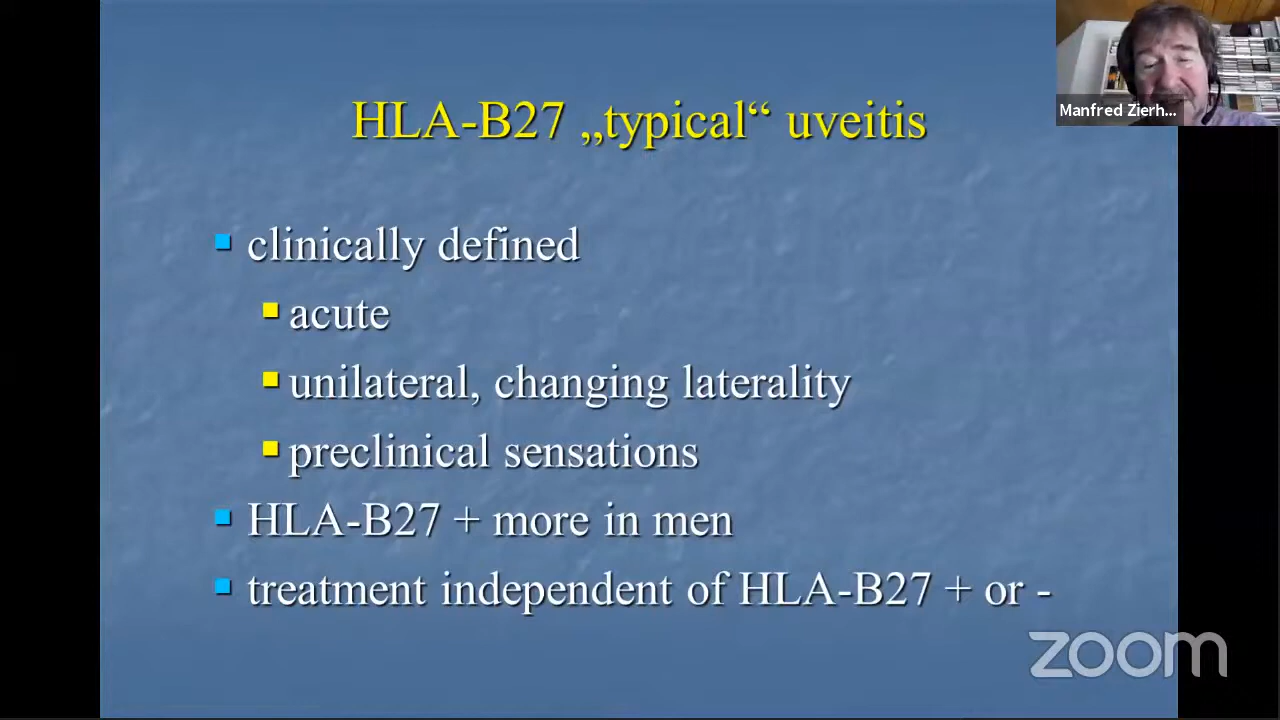 HLA-B27 „typical“ uveitis
Manfred Zierh...
clinically defined
acute
unilateral, changing laterality
preclinical sensations
HLA-B27 + more in men
treatment independent of HLA-B27 + or -
zoom